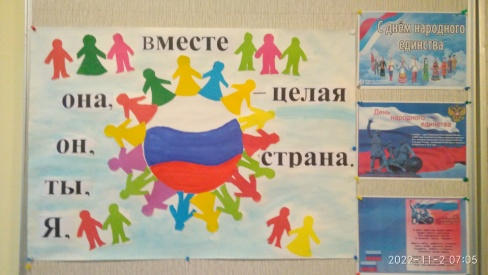 вместе
она,
– целая
он,
страна.
ты,
Я,
С днём народного
единства
День
народного
единства
2022-11-2 07:05